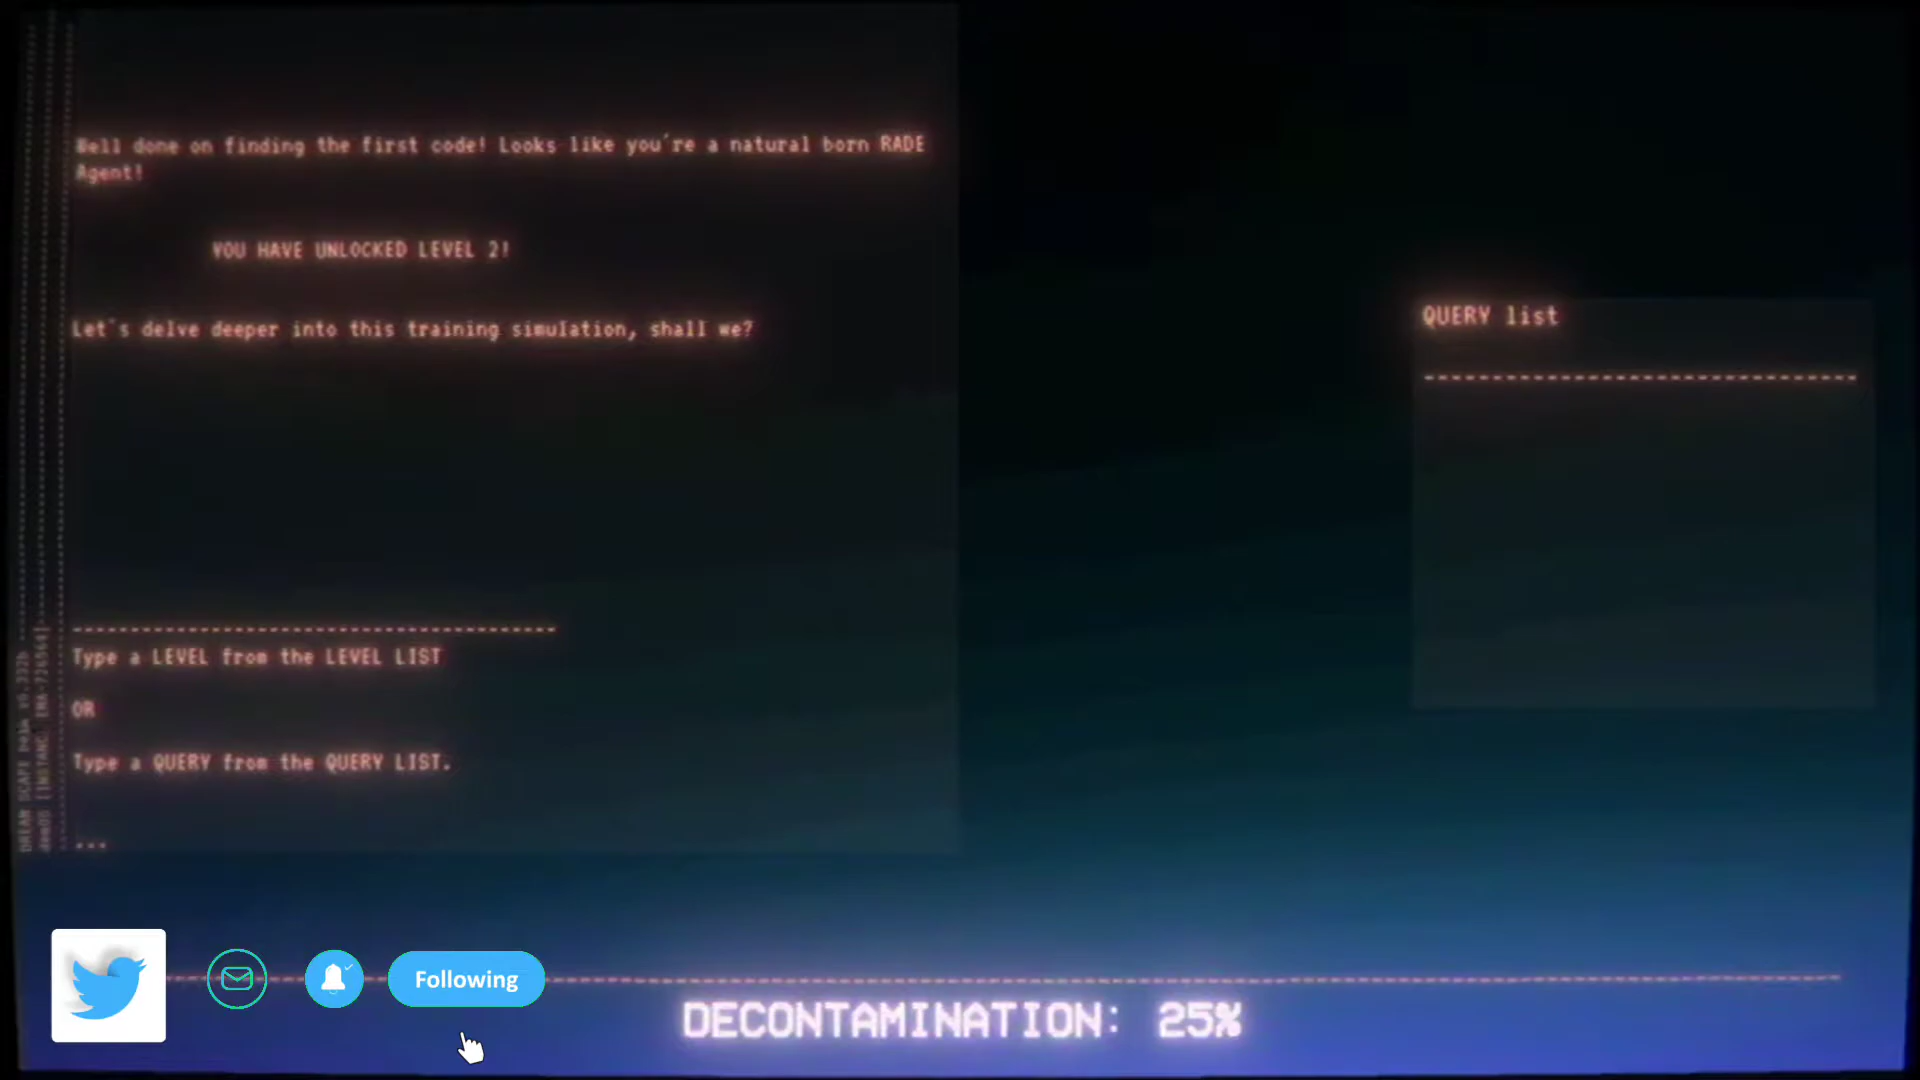 Well done on finding the first code! Looks like you're a natural born RADE
Agent!
YOU HAVE UNLOCKED LEVEL 2!
Let's delve deeper into this training simulation, shall we?
QUERY list
Type a LEVEL from the LEVEL LIST
OR
Type a QUERY from the QUERY LIST.
...
Following
DECONTAMINATION: 25%